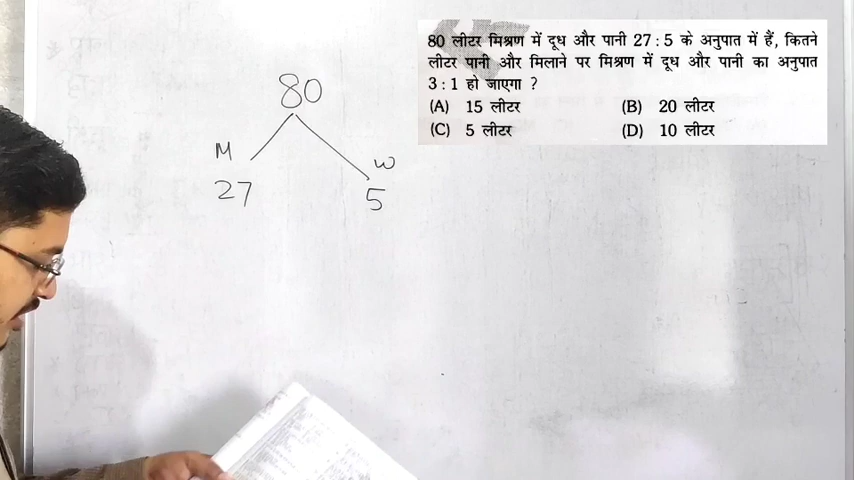 80 लीटर मिश्रण में दूध और पानी 27 : 5 के अनुपात में हैं, कितने
लीटर पानी और मिलाने पर मिश्रण में दूध और पानी का अनुपात
3 : 1 हो जाएगा ?
(A) 15 लीटर (B) 20 लीटर
(C) 5 लीटर (D) 10 लीटर
80
M W
27 5